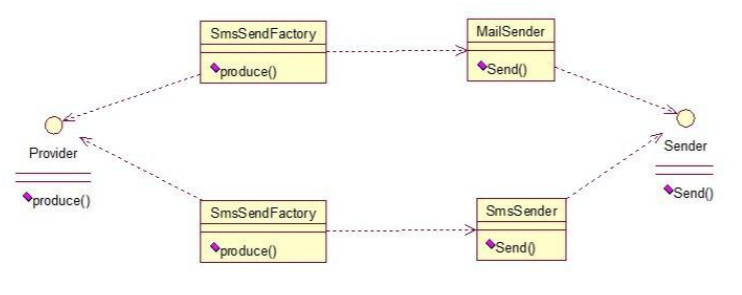 SmsSendFactory
produce()
MailSender
Send()
Provider
produce()
Sender
Send()
SmsSendFactory
produce()
SmsSender
Send()